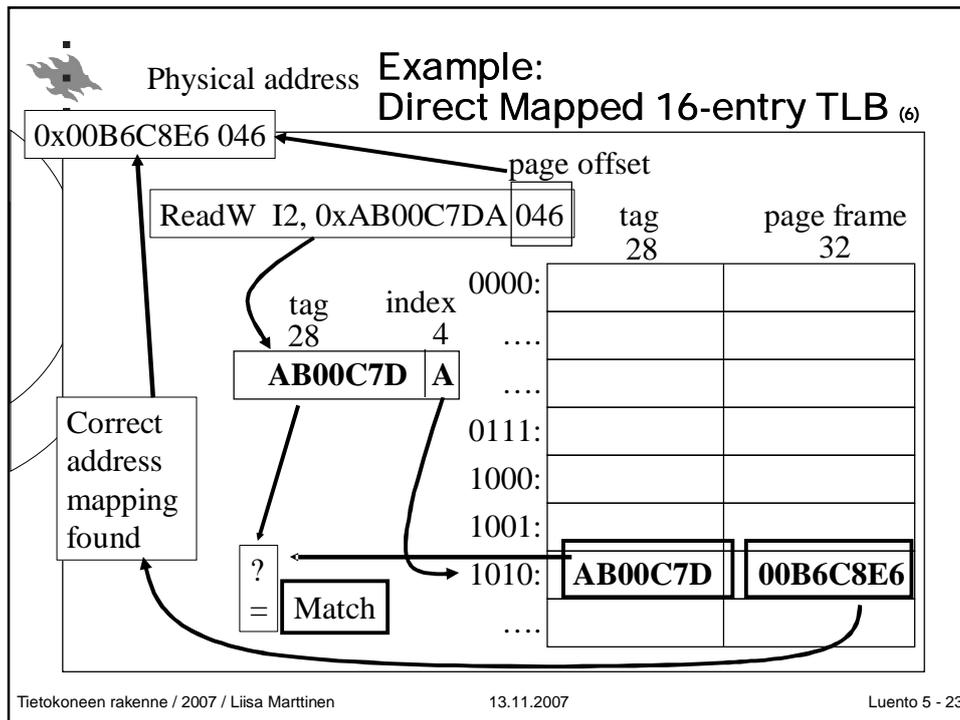 Example:
Physical address
Direct Mapped 16-entry TLB (6)
0x00B6C8E6 046
page offset
ReadW I2, 0xAB00C7DA 046
tag page frame
28 32
0000:
tag index
28 4
....
AB00C7D A
....
Correct
address
mapping
found
0111:
1000:
1001:
?
=
Match
1010: AB00C7D 00B6C8E6
....
Tietokoneen rakenne / 2007 / Liisa Marttinen 13.11.2007 Luento 5 - 23